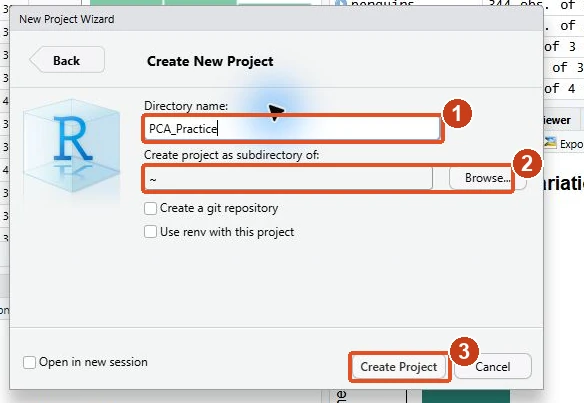 New Project Wizard
penguins 344 obs. of
Back
Create New Project
of 3
of 3
of 4
Directory name:
1
PCA_Practice
Viewer
Create project as subdirectory of:
Expo
2
~
Browse...
Create a git repository
Use renv with this project
R
3
Open in new session
Create Project
Cancel